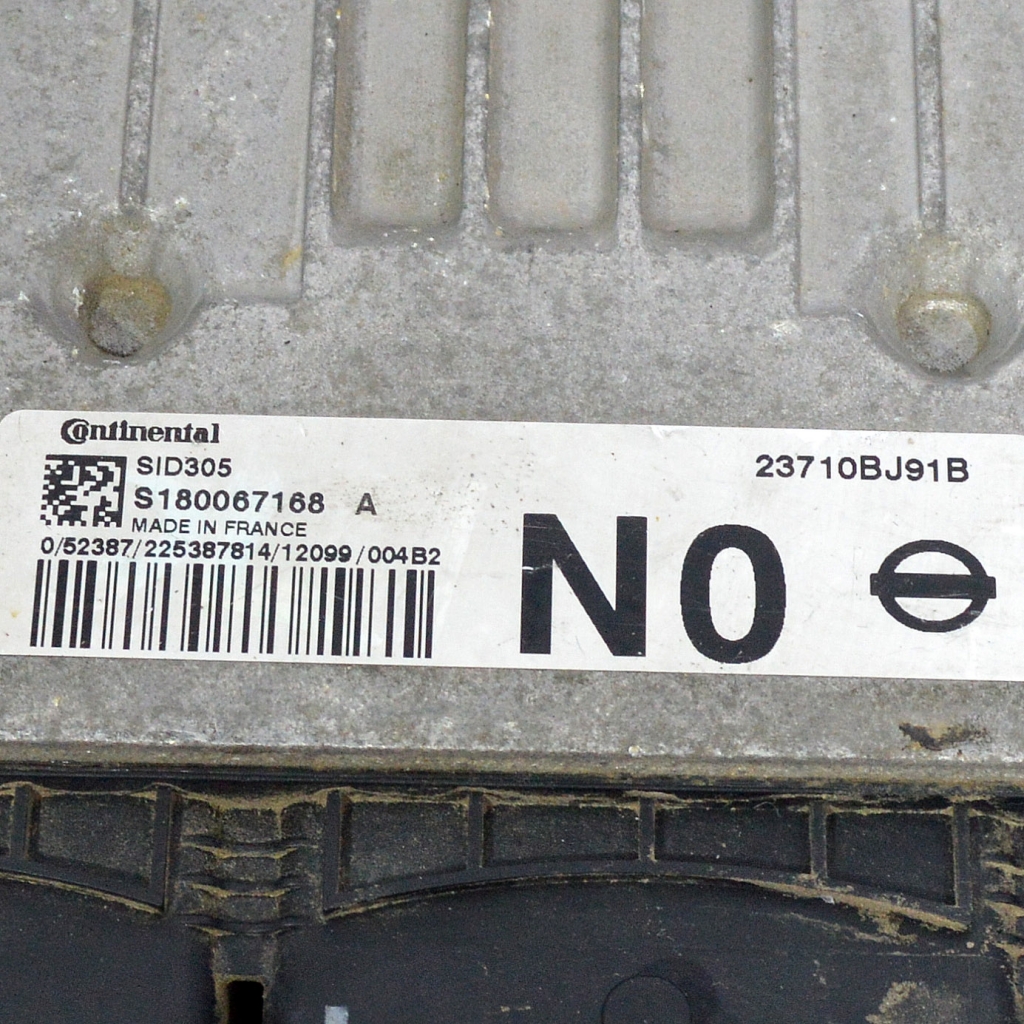 Continental
SID305
S180067168 A
MADE IN FRANCE
0/52387/225387814/12099/004B2
23710BJ91B
N0